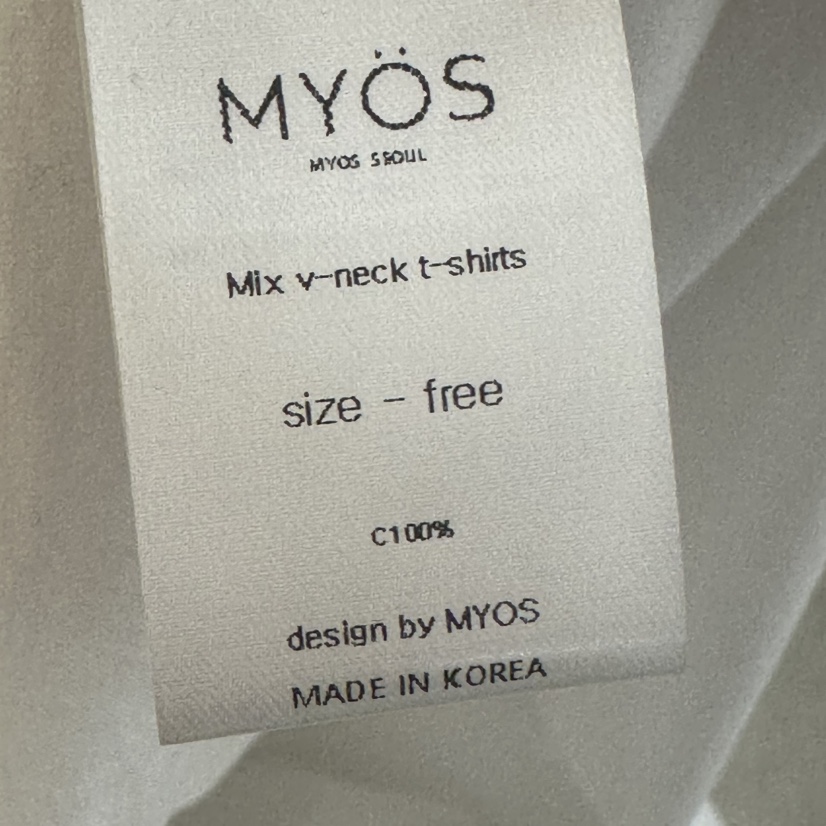 MYÖS
MYOS SEOUL
Mix v-neck t-shirts
size - free
C100%
design by MYOS
MADE IN KOREA